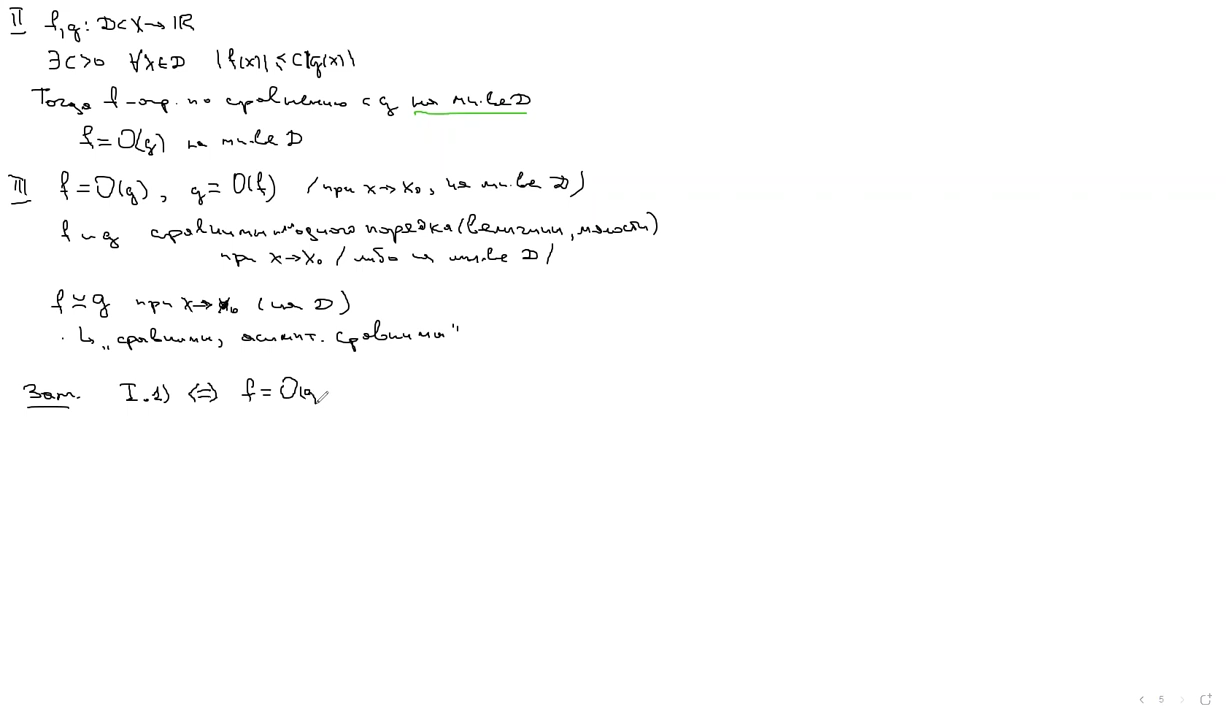 II f, g : D ⊂ X → ℝ
∃ C > 0 ∀ x ∈ D |f(x)| ≤ C|g(x)|
Тогда f – огр. по сравнению с g на мн-ве D
f = O(g) на мн-ве D
III f = O(g), g = O(f) /при x → x₀, на мн-ве D/
f и g сравнимы одного порядка (величины, малости)
при x → x₀ /либо на мн-ве D/
f ≍ g при x → x₀ (на D)
↳ „сравнимы, асимпт. сравнимы"
Зам. I.1) ⇔ f = O(g
5